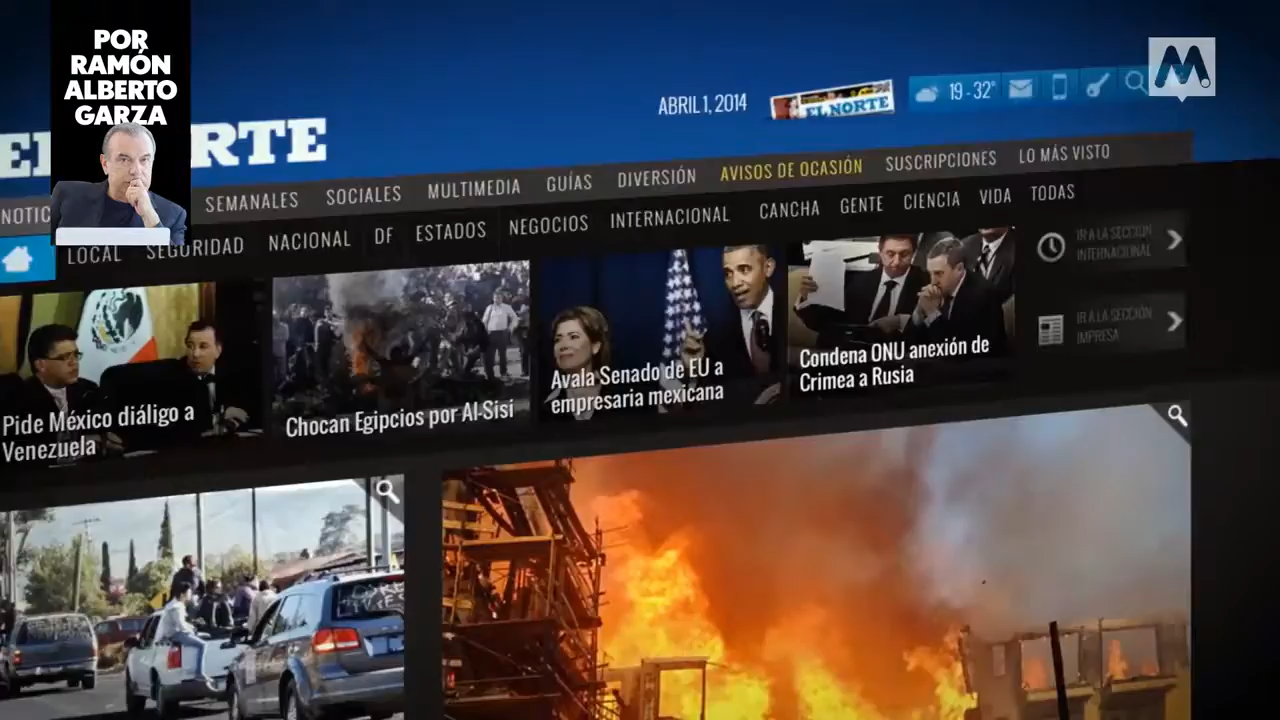 POR
RAMÓN
ALBERTO
GARZA
M
ABRIL 1, 2014
EL NORTE
19 - 32°
EL NORTE
NOTIC
SEMANALES
SOCIALES
MULTIMEDIA
GUÍAS
DIVERSIÓN
AVISOS DE OCASIÓN
SUSCRIPCIONES
LO MÁS VISTO
LOCAL
SEGURIDAD
NACIONAL
DF
ESTADOS
NEGOCIOS
INTERNACIONAL
CANCHA
GENTE
CIENCIA
VIDA
TODAS
IR A LA SECCIÓN
INTERNACIONAL
IR A LA SECCIÓN
IMPRESA
Pide México diáligo a
Venezuela
Chocan Egipcios por Al-Sisi
Avala Senado de EU a
empresaria mexicana
Condena ONU anexión de
Crimea a Rusia